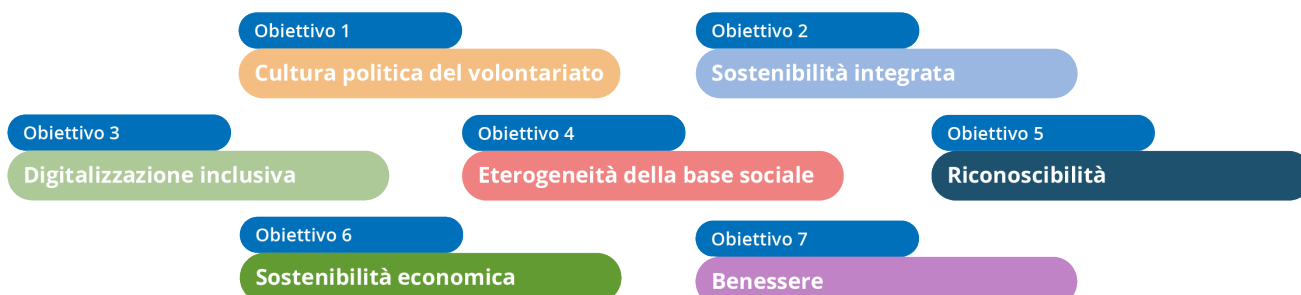 Obiettivo 1
Cultura politica del volontariato
Obiettivo 2
Sostenibilità integrata
Obiettivo 3
Digitalizzazione inclusiva
Obiettivo 4
Eterogeneità della base sociale
Obiettivo 5
Riconoscibilità
Obiettivo 6
Sostenibilità economica
Obiettivo 7
Benessere